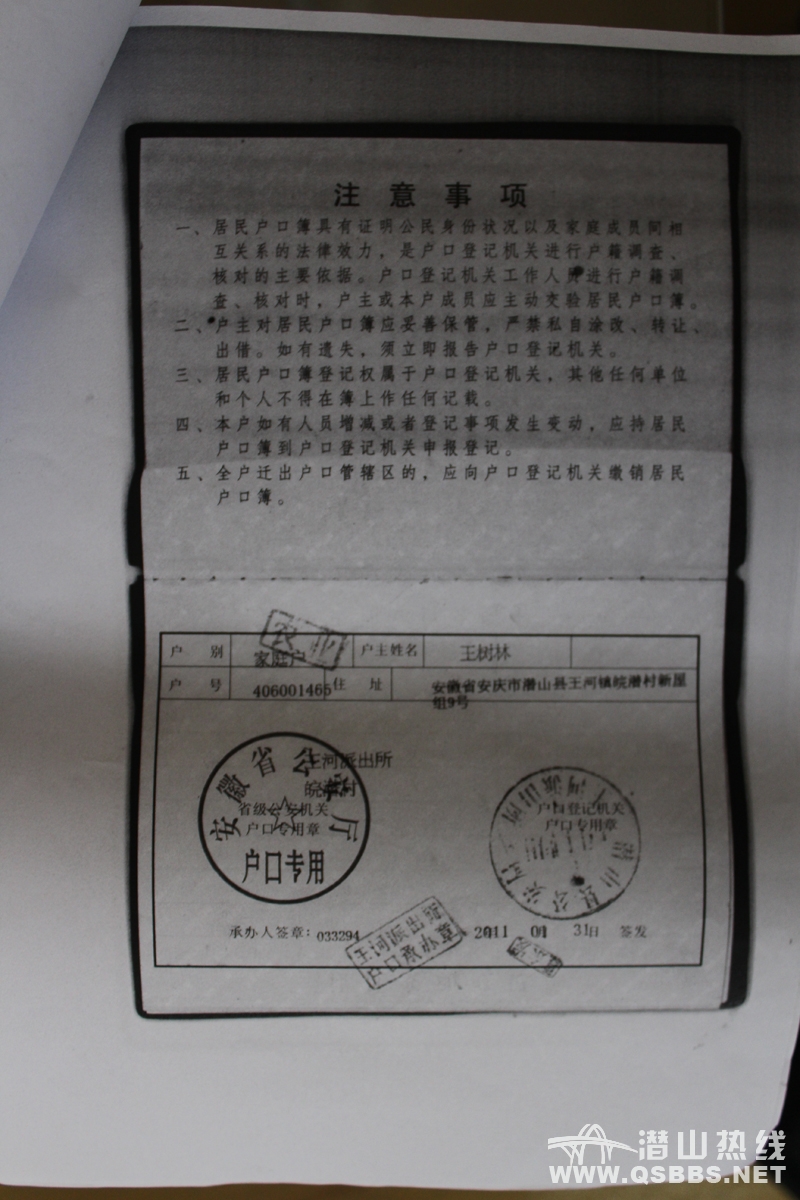 注意事项
一、居民户口簿具有证明公民身份状况以及家庭成员间相
互关系的法律效力，是户口登记机关进行户籍调查、
核对的主要依据。户口登记机关工作人员进行户籍调
查、核对时，户主或本户成员应主动交验居民户口簿。
二、户主对居民户口簿应妥善保管，严禁私自涂改、转让、
出借。如有遗失，须立即报告户口登记机关。
三、居民户口簿登记权属于户口登记机关，其他任何单位
和个人不得在簿上作任何记载。
四、本户如有人员增减或者登记事项发生变动，应持居民
户口簿到户口登记机关申报登记。
五、全户迁出户口管辖区的，应向户口登记机关缴销居民
户口簿。
农业
户 别 家庭户 户主姓名 王树林
户 号 406001465 住 址 安徽省安庆市潜山县王河镇皖潜村新屋
组9号
王河派出所
皖潜村
安徽省公安厅
省级公安机关
户口专用章
户口专用
潜山县公安局王河派出所
户口登记机关
户口专用章
承办人签章：033294
王河派出所
户口承办章
2011 01 31日 签发
潜山热线
WWW.QSBBS.NET